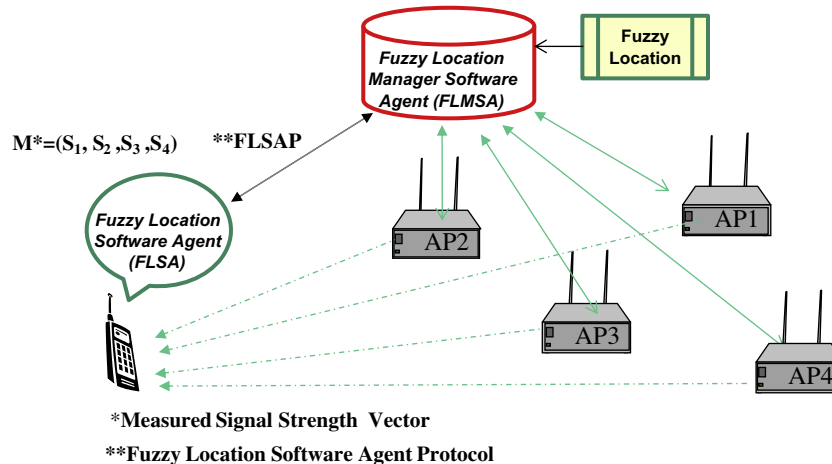 Fuzzy
Location
Fuzzy Location
Manager Software
Agent (FLMSA)
M*=(S1, S2 ,S3 ,S4)
**FLSAP
Fuzzy Location
Software Agent
(FLSA)
AP1
AP2
AP3
AP4
*Measured Signal Strength Vector
**Fuzzy Location Software Agent Protocol